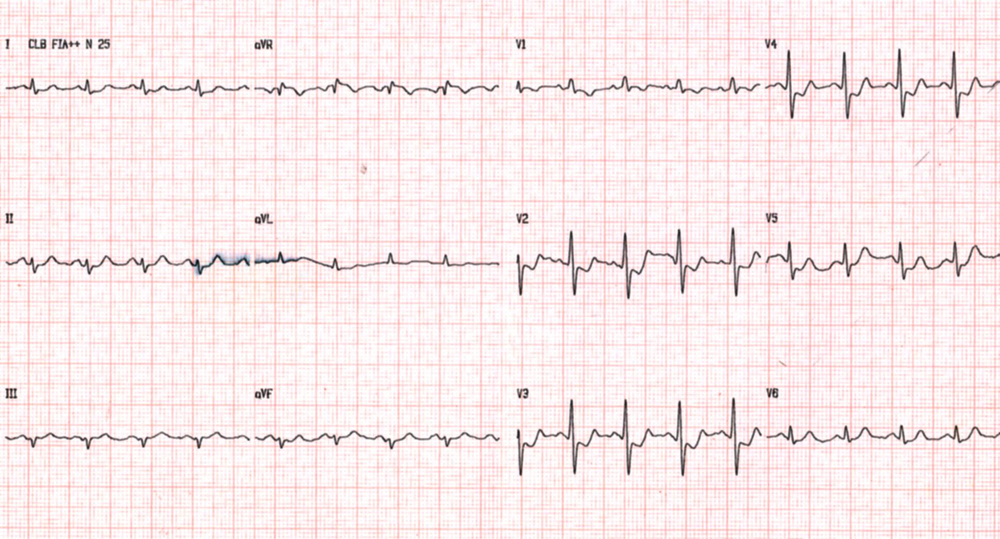 I CLB FIA++ N 25 aVR V1 V4
II aVL V2 V5
III aVF V3 V6